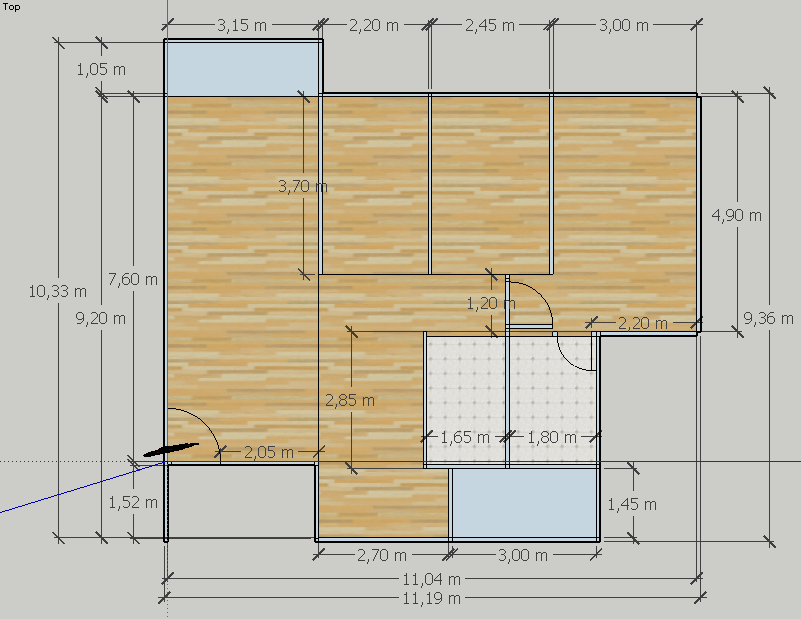 Top
3,15 m
2,20 m
2,45 m
3,00 m
1,05 m
3,70 m
4,90 m
7,60 m
10,33 m
1,20 m
9,20 m
2,20 m
9,36 m
2,85 m
1,65 m
1,80 m
2,05 m
1,52 m
1,45 m
2,70 m
3,00 m
11,04 m
11,19 m